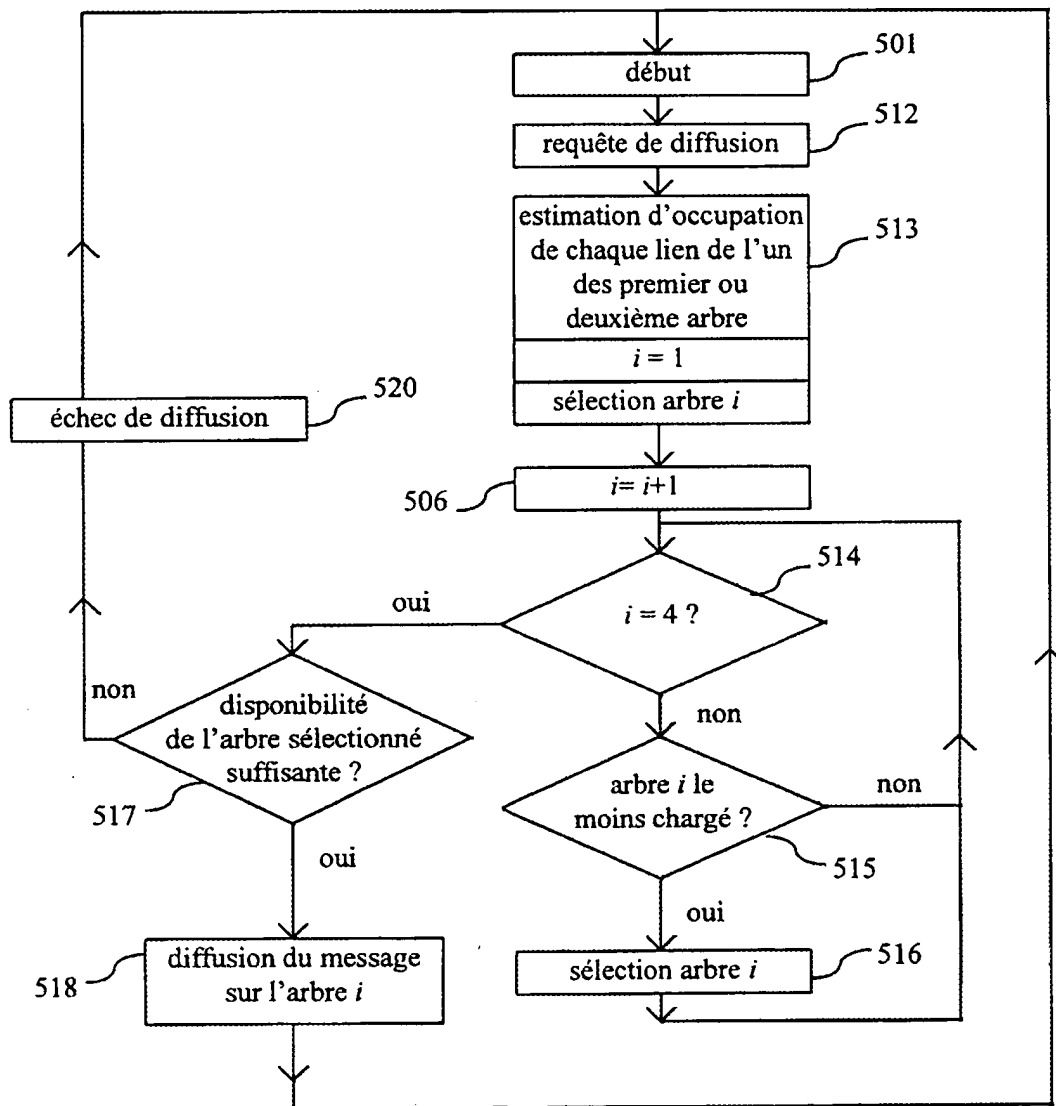 501
début
512
requête de diffusion
513
estimation d'occupation
de chaque lien de l'un
des premier ou
deuxième arbre
i = 1
sélection arbre i
520
échec de diffusion
506
i= i+1
514
oui
i = 4 ?
non
disponibilité
de l'arbre sélectionné
suffisante ?
517
non
arbre i le
moins chargé ?
non
515
oui
oui
516
sélection arbre i
518
diffusion du message
sur l'arbre i